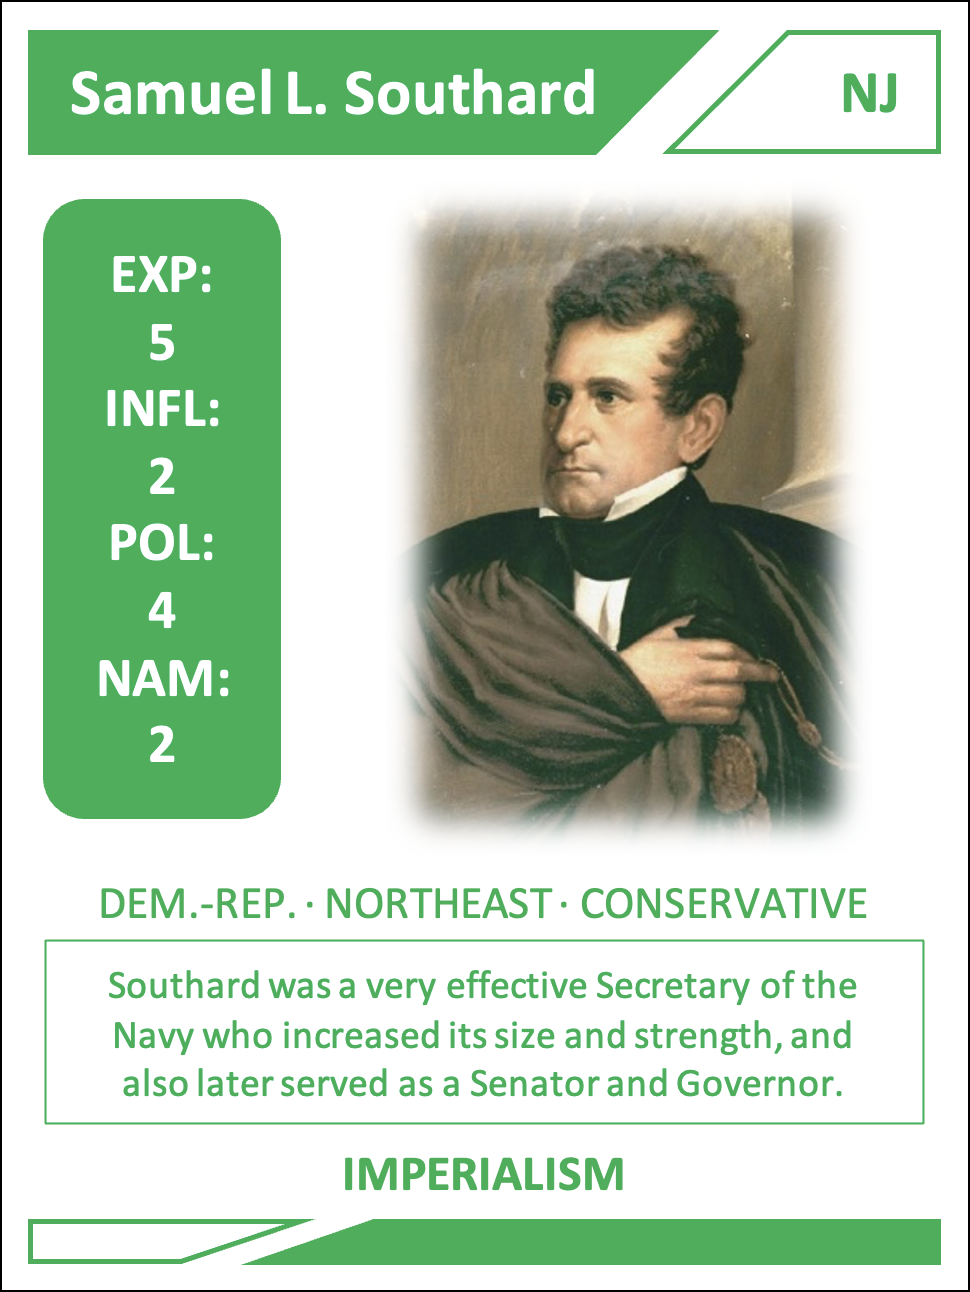 Samuel L. Southard
NJ
EXP:
5
INFL:
2
POL:
4
NAM:
2
DEM.-REP. · NORTHEAST · CONSERVATIVE
Southard was a very effective Secretary of the
Navy who increased its size and strength, and
also later served as a Senator and Governor.
IMPERIALISM